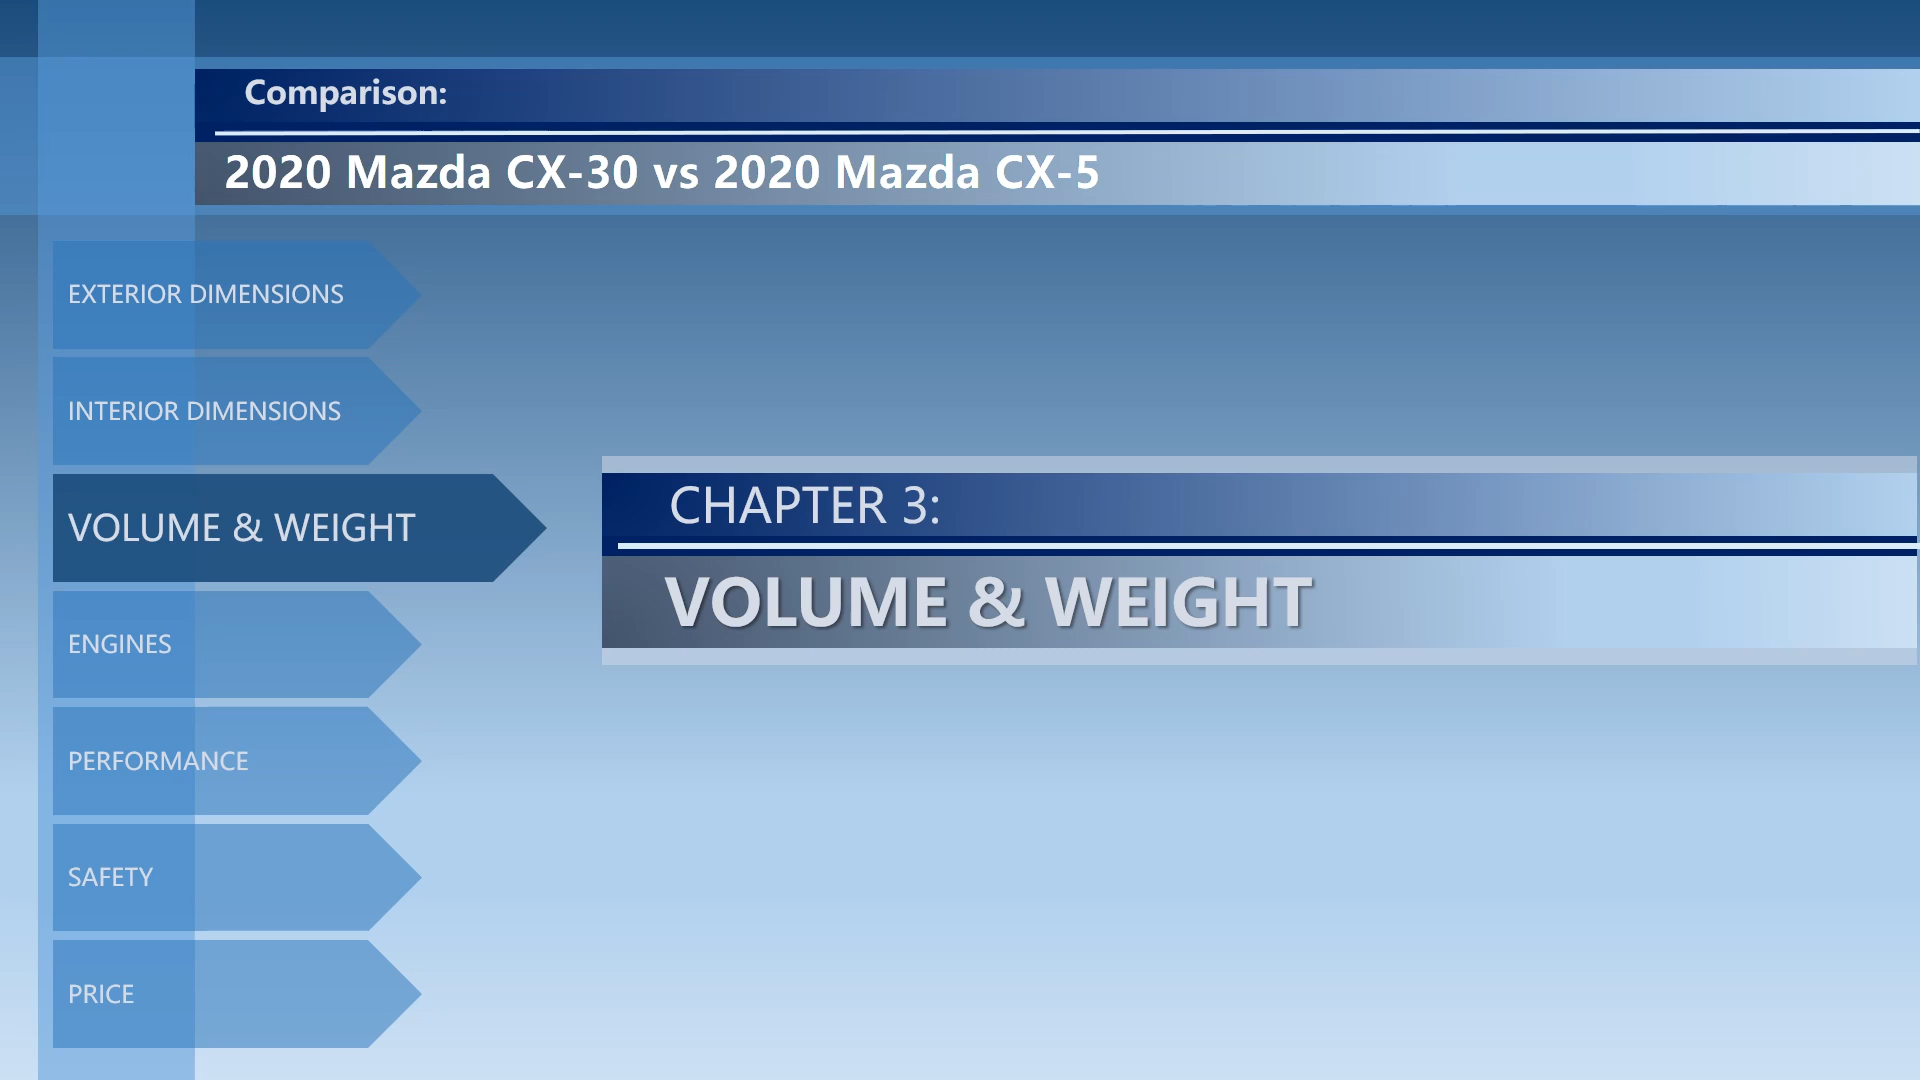 Comparison:
2020 Mazda CX-30 vs 2020 Mazda CX-5
EXTERIOR DIMENSIONS
INTERIOR DIMENSIONS
VOLUME & WEIGHT
ENGINES
PERFORMANCE
SAFETY
PRICE
CHAPTER 3:
VOLUME & WEIGHT